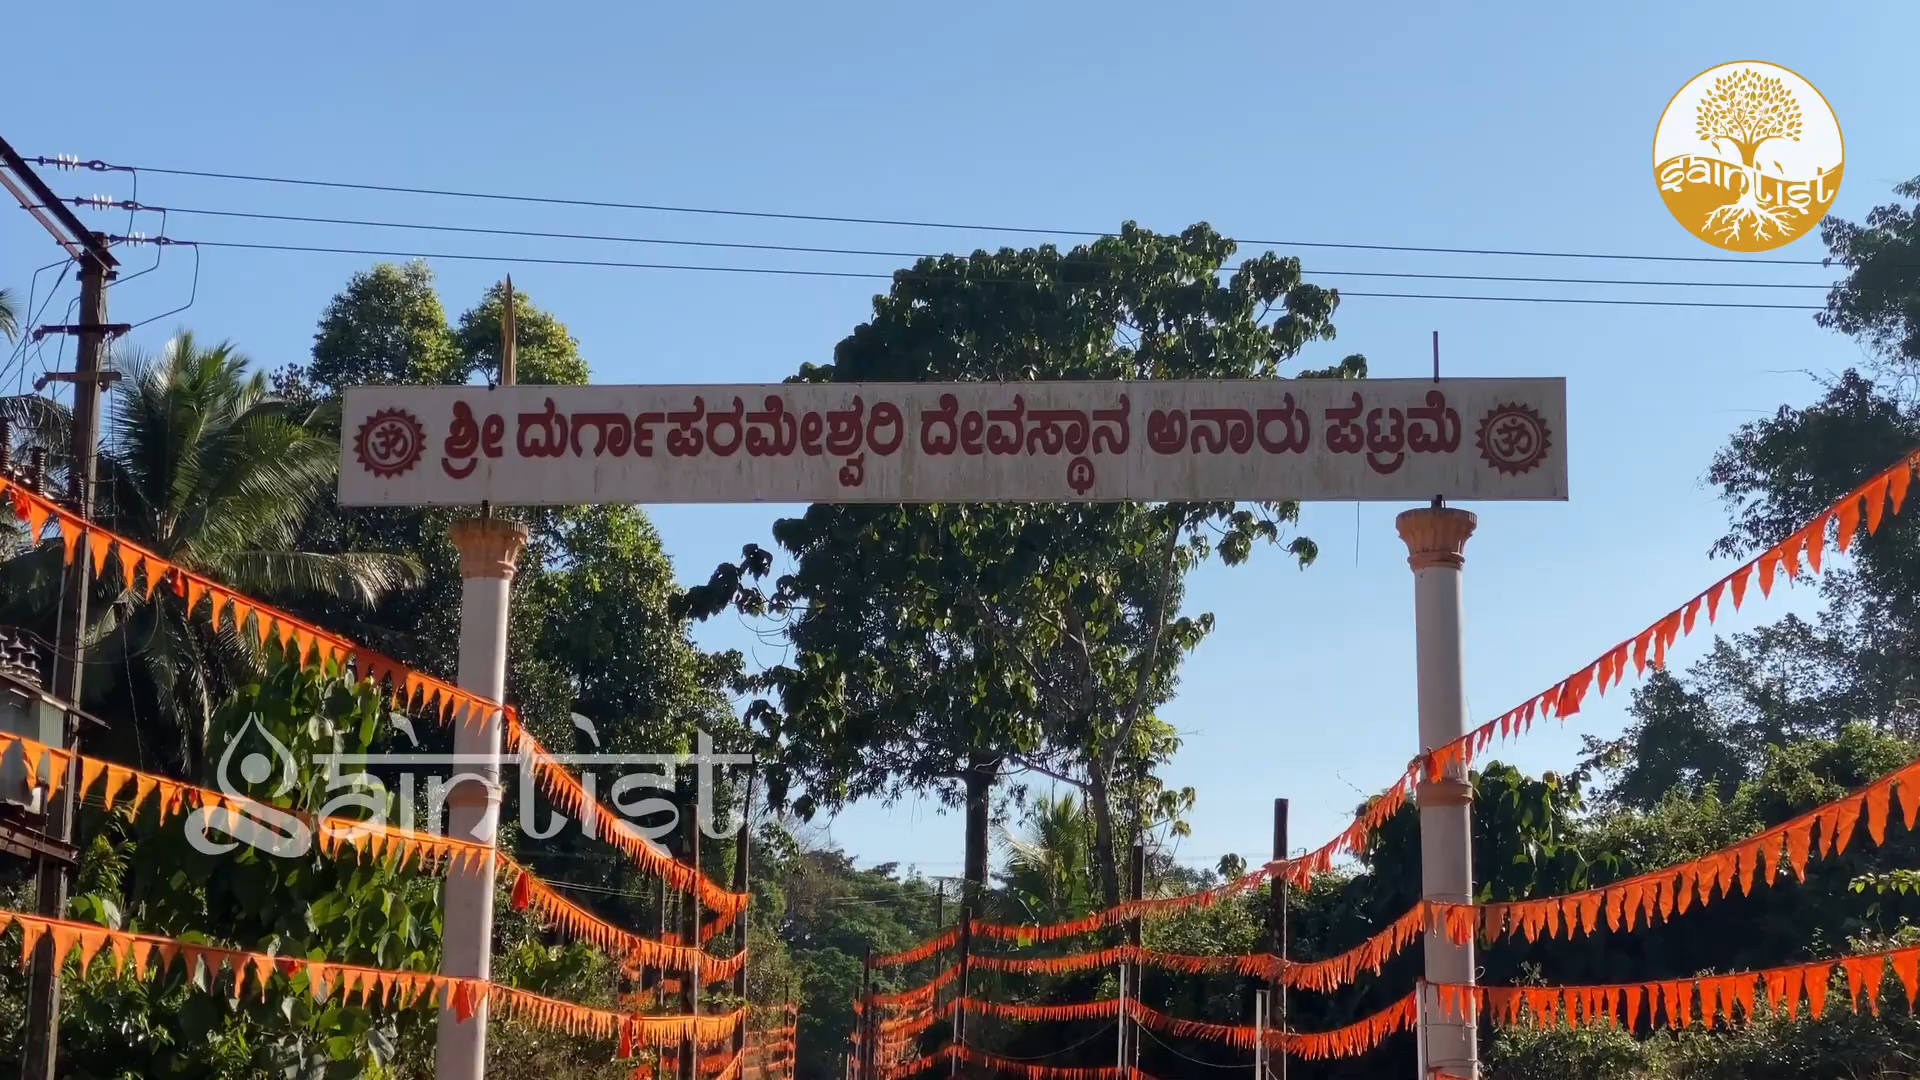 saintist
ॐ ಶ್ರೀ ದುರ್ಗಾಪರಮೇಶ್ವರಿ ದೇವಸ್ಥಾನ ಅನಾರು ಪಟ್ರಮೆ ॐ
saintist